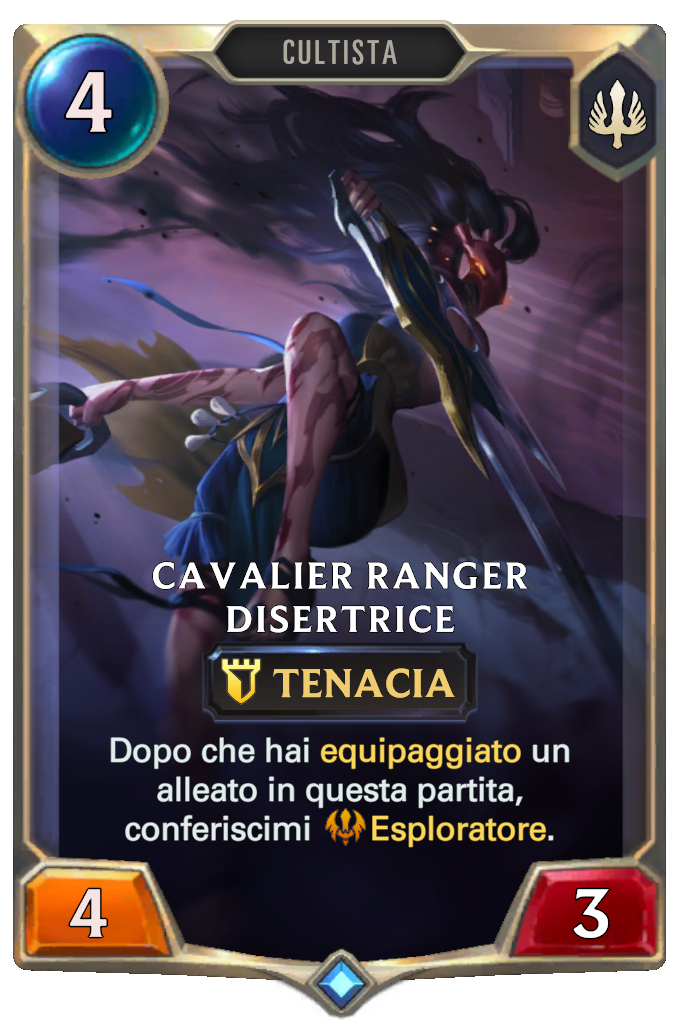 CULTISTA
4
CAVALIER RANGER
DISERTRICE
TENACIA
Dopo che hai equipaggiato un
alleato in questa partita,
conferiscimi Esploratore.
4
3